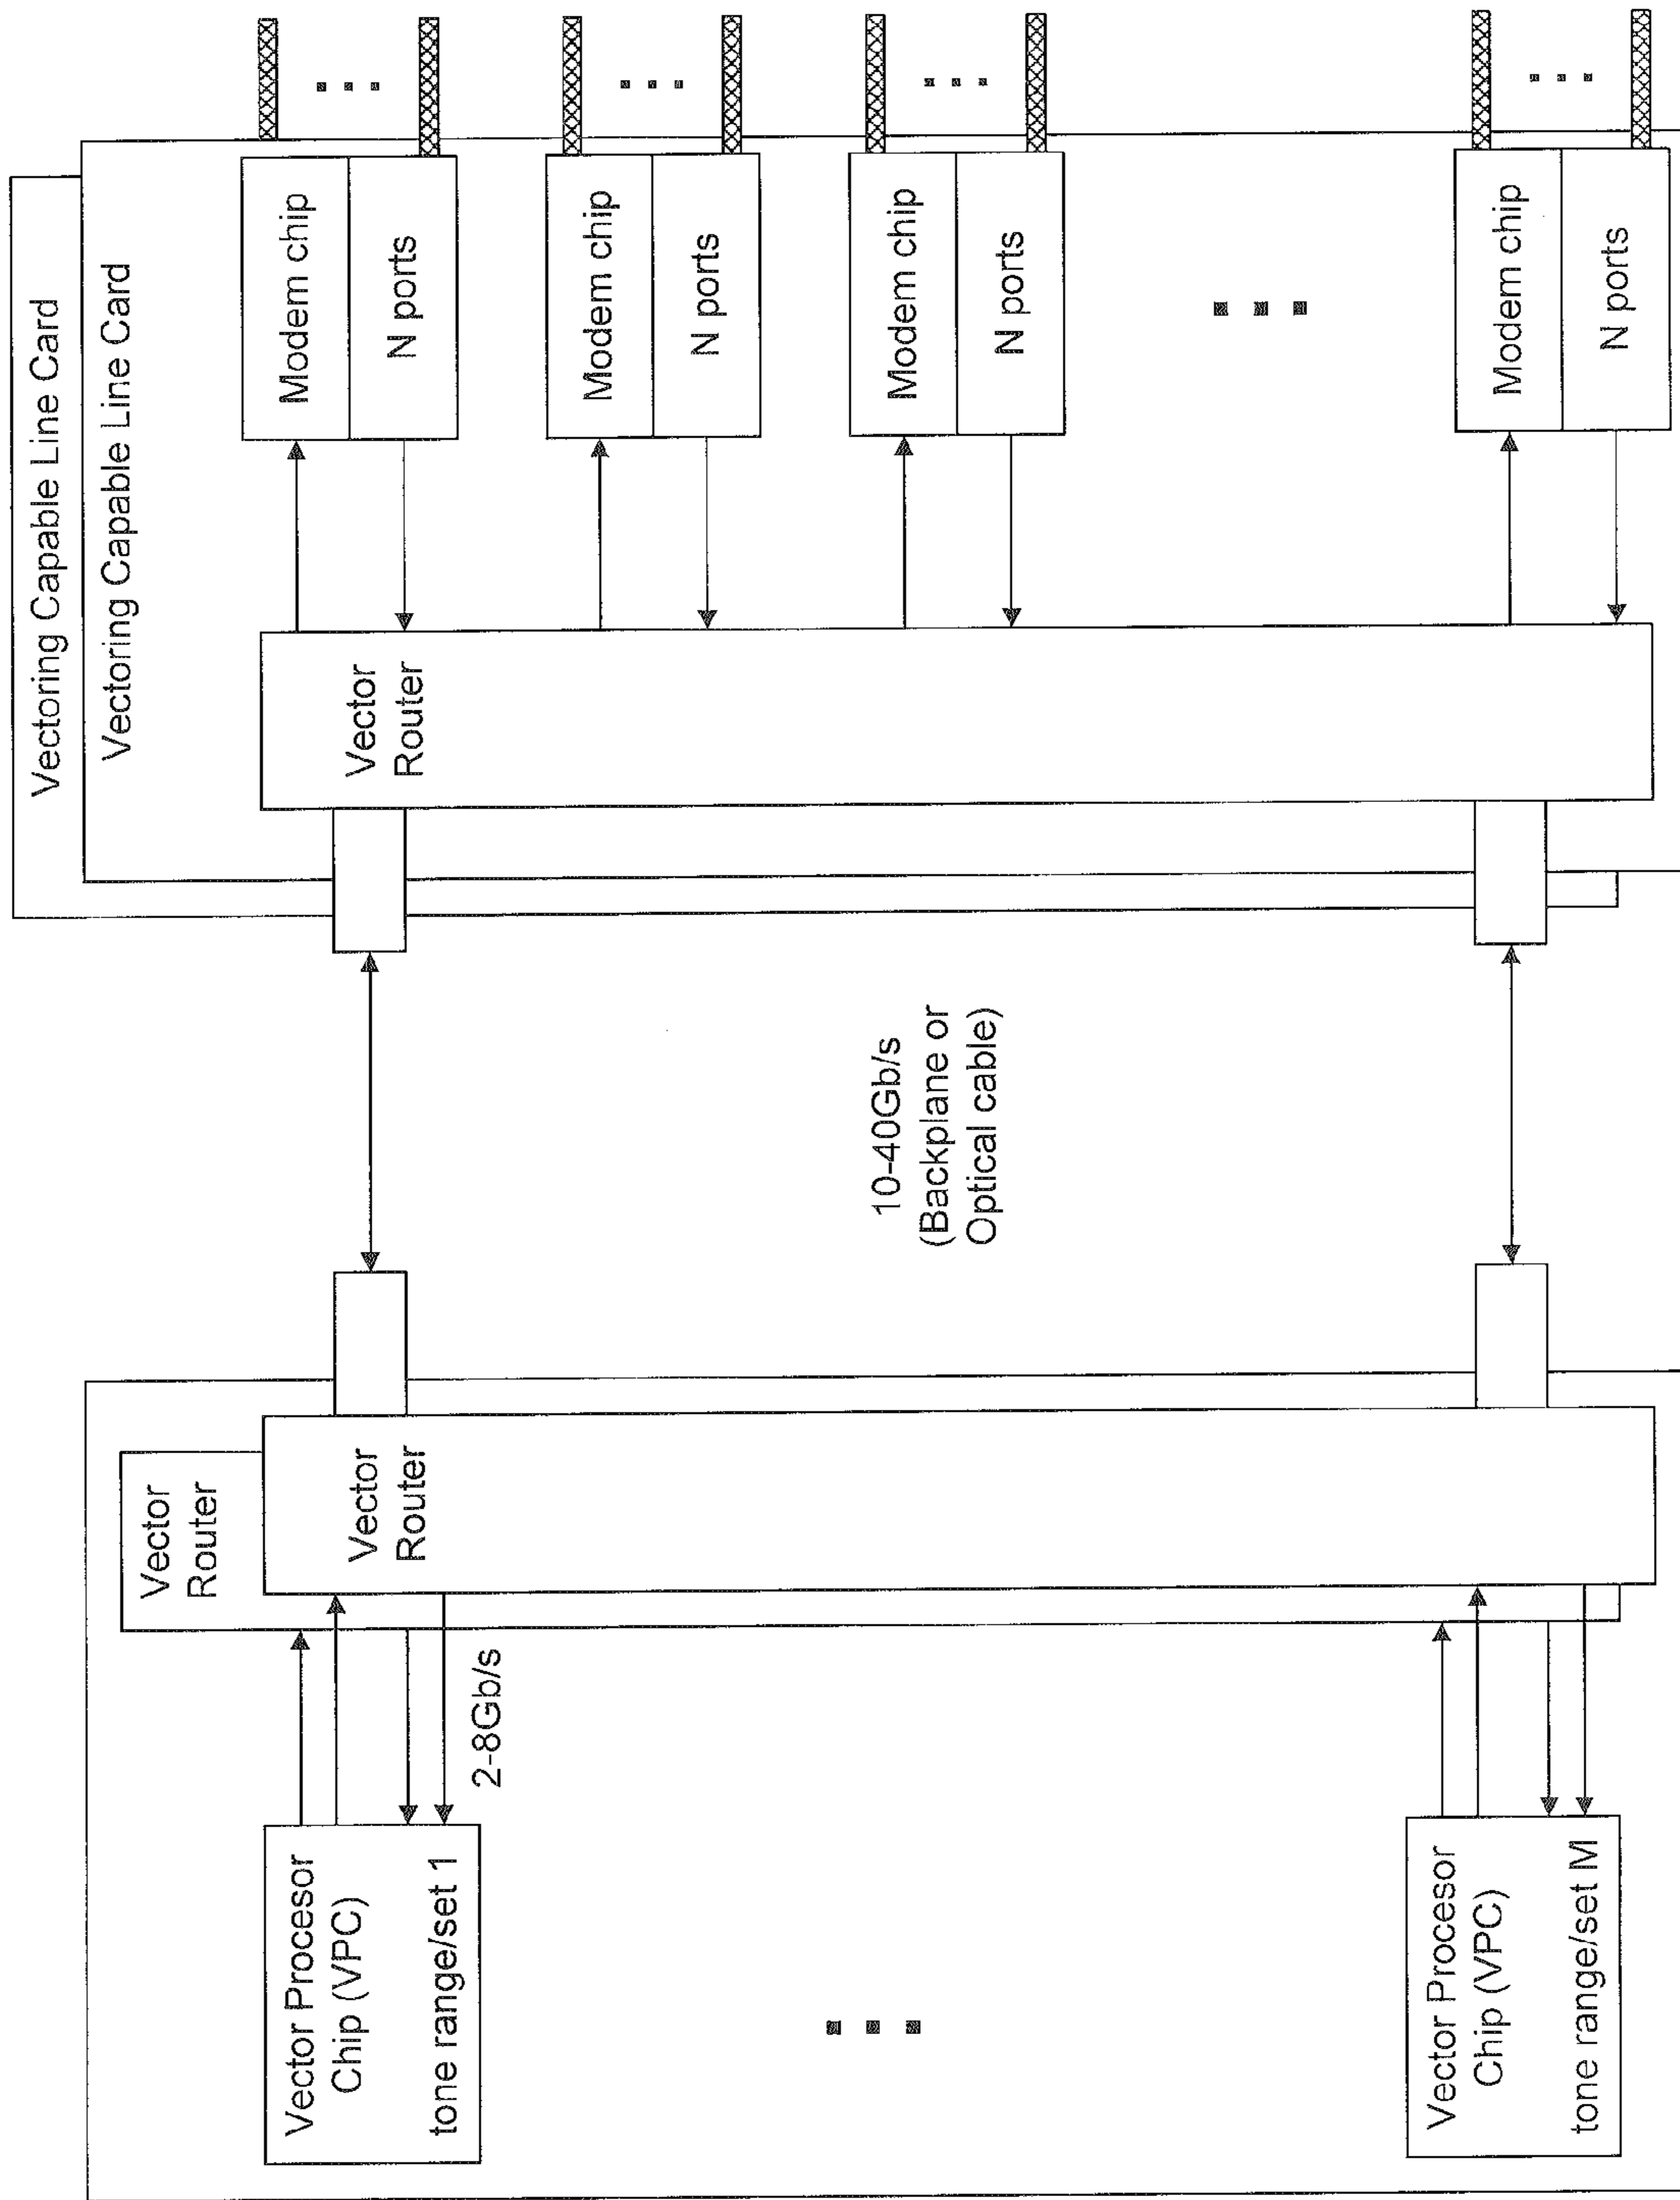 Vectoring Capable Line Card
Vectoring Capable Line Card
Vector
Router
Vector
Router
Vector
Router
Vector Procesor
Chip (VPC)
tone range/set 1
2-8Gb/s
10-40Gb/s
(Backplane or
Optical cable)
Modem chip
N ports
Modem chip
N ports
Modem chip
N ports
Vector Procesor
Chip (VPC)
tone range/set M
Modem chip
N ports